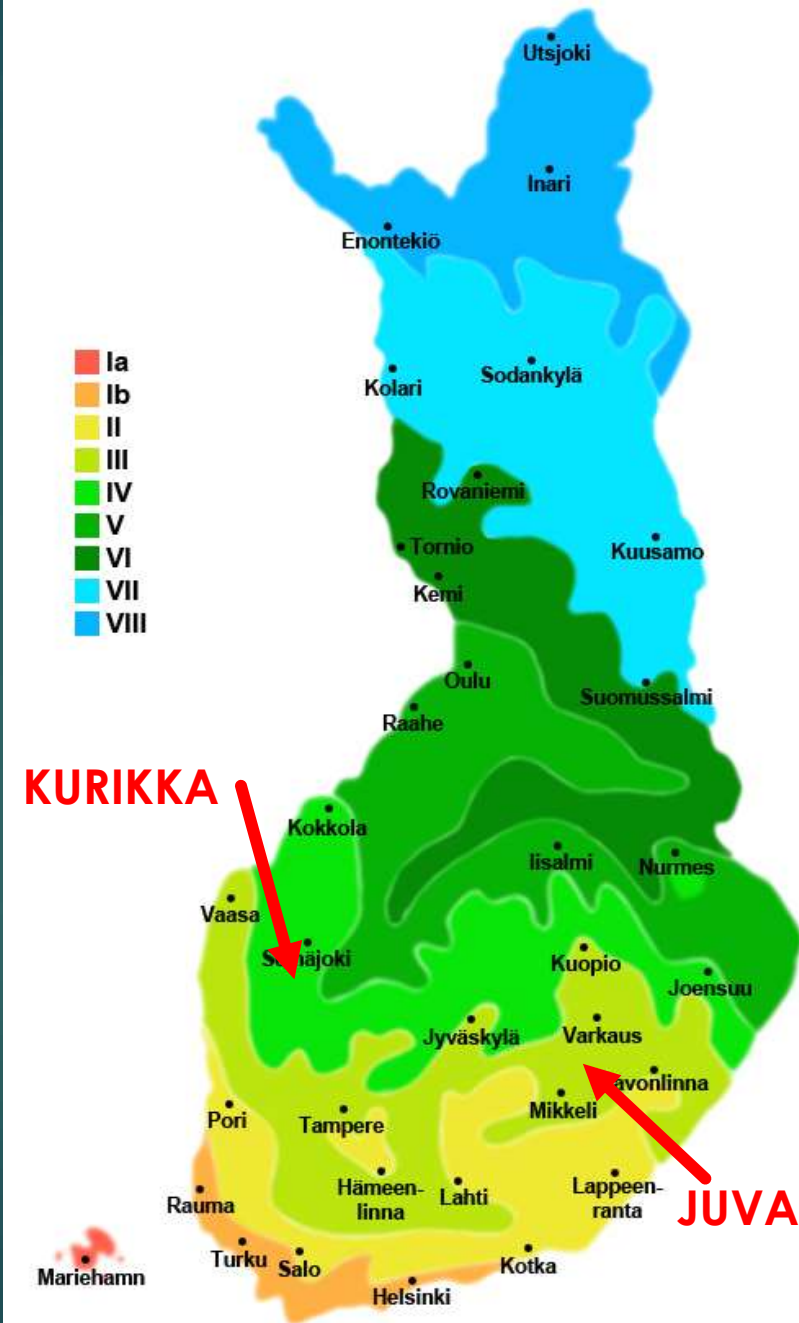 Utsjoki
Inari
Enontekiö
Ia
Ib
II
III
IV
V
VI
VII
VIII
Kolari
Sodankylä
Rovaniemi
Tornio
Kemi
Kuusamo
Oulu
Suomussalmi
Raahe
KURIKKA
Kokkola
Iisalmi
Nurmes
Vaasa
Seinäjoki
Kuopio
Joensuu
Jyväskylä
Varkaus
Savonlinna
Mikkeli
Pori
Tampere
Hämeen-
linna
Lahti
Lappeen-
ranta
Rauma
JUVA
Turku
Salo
Kotka
Mariehamn
Helsinki